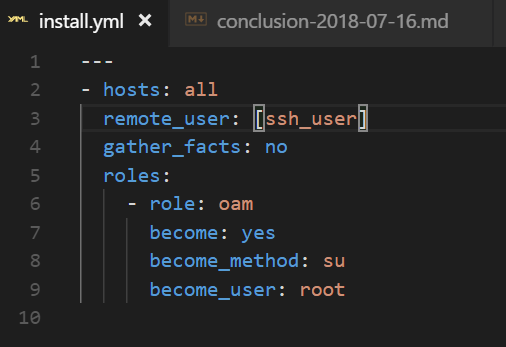 YAML install.yml × M↓ conclusion-2018-07-16.md
1 ---
2 - hosts: all
3 remote_user: [ssh_user]
4 gather_facts: no
5 roles:
6 - role: oam
7 become: yes
8 become_method: su
9 become_user: root
10